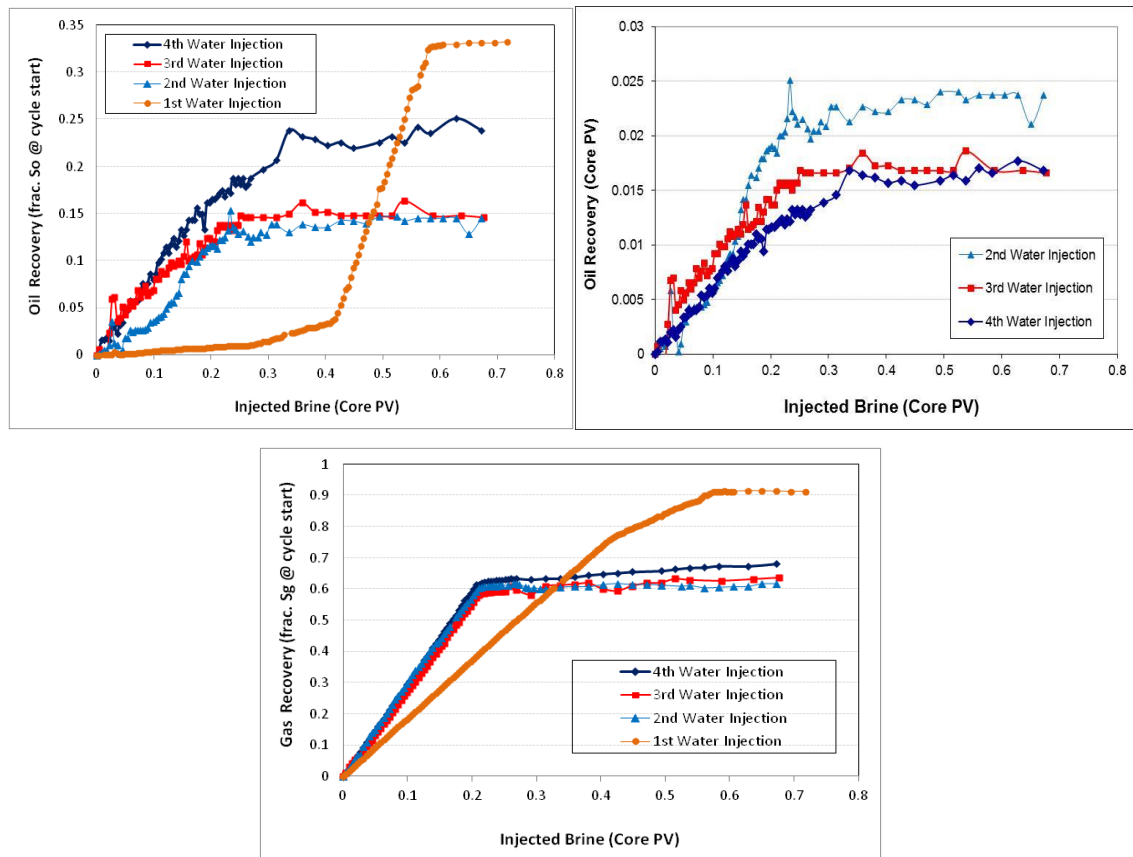 0.35
0.3
0.25
0.2
0.15
0.1
0.05
0
Oil Recovery (frac. So @ cycle start)
4th Water Injection
3rd Water Injection
2nd Water Injection
1st Water Injection
0 0.1 0.2 0.3 0.4 0.5 0.6 0.7 0.8
Injected Brine (Core PV)
0.03
0.025
0.02
0.015
0.01
0.005
0
Oil Recovery (Core PV)
2nd Water Injection
3rd Water Injection
4th Water Injection
0 0.1 0.2 0.3 0.4 0.5 0.6 0.7 0.8
Injected Brine (Core PV)
1
0.9
0.8
0.7
0.6
0.5
0.4
0.3
0.2
0.1
0
Gas Recovery (frac. Sg @ cycle start)
4th Water Injection
3rd Water Injection
2nd Water Injection
1st Water Injection
0 0.1 0.2 0.3 0.4 0.5 0.6 0.7 0.8
Injected Brine (Core PV)